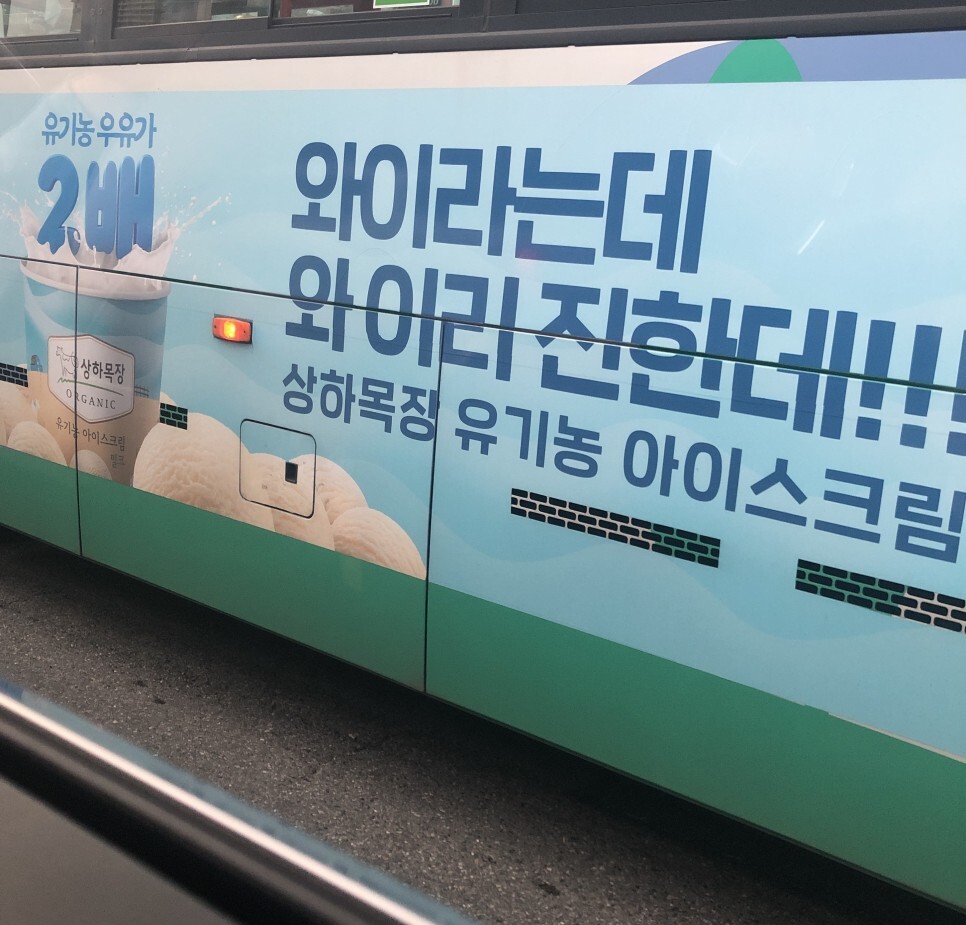 유기농 우유가
2.배
와이라는데
와 이리 진한데!!!
상하목장 유기농 아이스크림
상하목장
ORGANIC
유기농 아이스크림
밀크